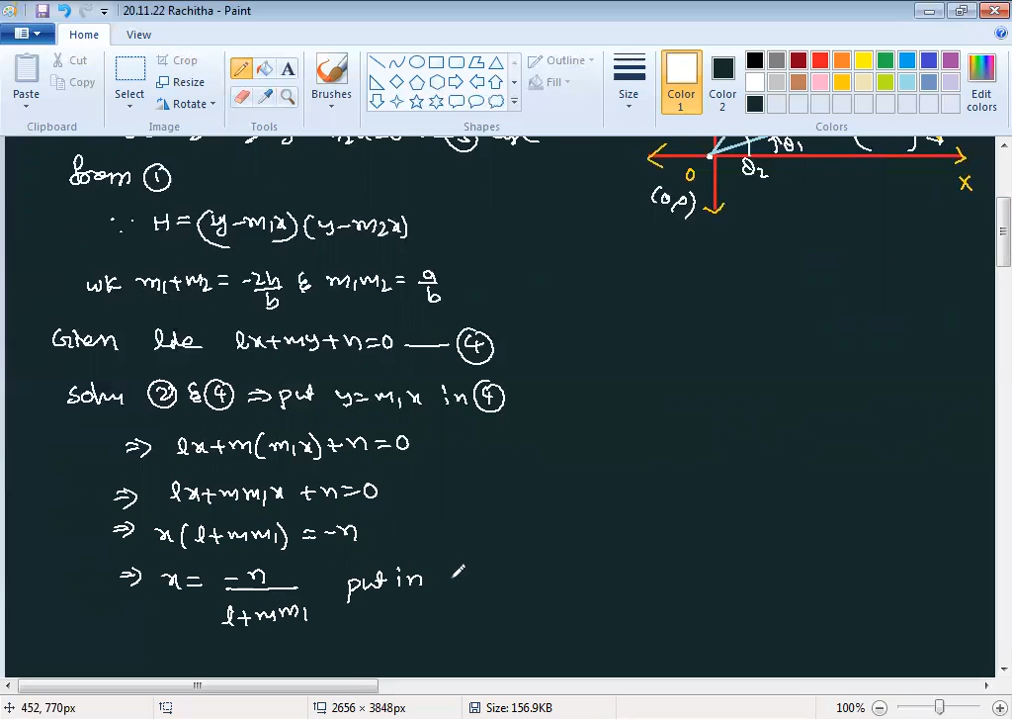 20.11.22 Rachitha - Paint
Home View
Paste Cut Copy Clipboard
Select Crop Resize Rotate Image
Tools
Brushes
Shapes Outline Fill
Size
Color 1 Color 2 Edit colors Colors
from ①
∵ H = (y-m₁x)(y-m₂x)
wk m₁+m₂ = -2h/b & m₁m₂ = a/b
Given line lx+my+n=0 — ④
Solv ② & ④ ⇒ put y=m₁x in ④
⇒ lx+m(m₁x)+n=0
⇒ lx+mm₁x+n=0
⇒ x(l+mm₁) = -n
⇒ x = -n/(l+mm₁) put in
θ₁
θ₂
0
(0,0)
X
452, 770px 2656 × 3848px Size: 156.9KB 100%